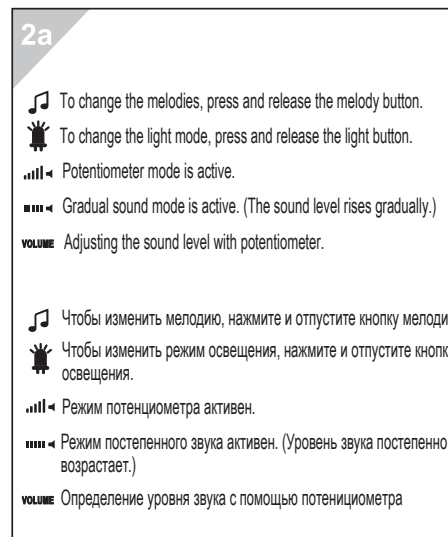 2a
To change the melodies, press and release the melody button.
To change the light mode, press and release the light button.
Potentiometer mode is active.
Gradual sound mode is active. (The sound level rises gradually.)
VOLUME Adjusting the sound level with potentiometer.
Чтобы изменить мелодию, нажмите и отпустите кнопку мелоди
Чтобы изменить режим освещения, нажмите и отпустите кнопк
освещения.
Режим потенциометра активен.
Режим постепенного звука активен. (Уровень звука постепенно
возрастает.)
VOLUME Определение уровня звука с помощью потенициометра